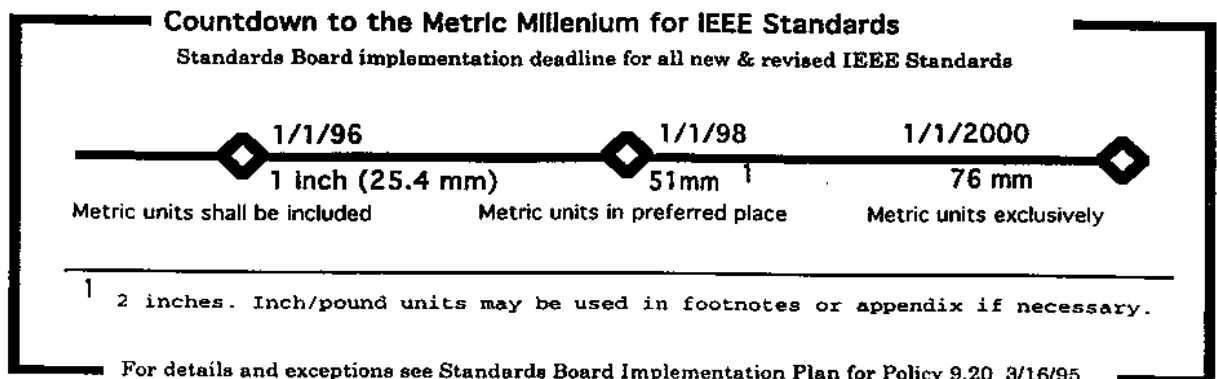 Countdown to the Metric Millenium for IEEE Standards
Standards Board implementation deadline for all new & revised IEEE Standards
1/1/96 1/1/98 1/1/2000
1 inch (25.4 mm) 51mm 1 76 mm
Metric units shall be included Metric units in preferred place Metric units exclusively
1 2 inches. Inch/pound units may be used in footnotes or appendix if necessary.
For details and exceptions see Standards Board Implementation Plan for Policy 9.20 3/16/95